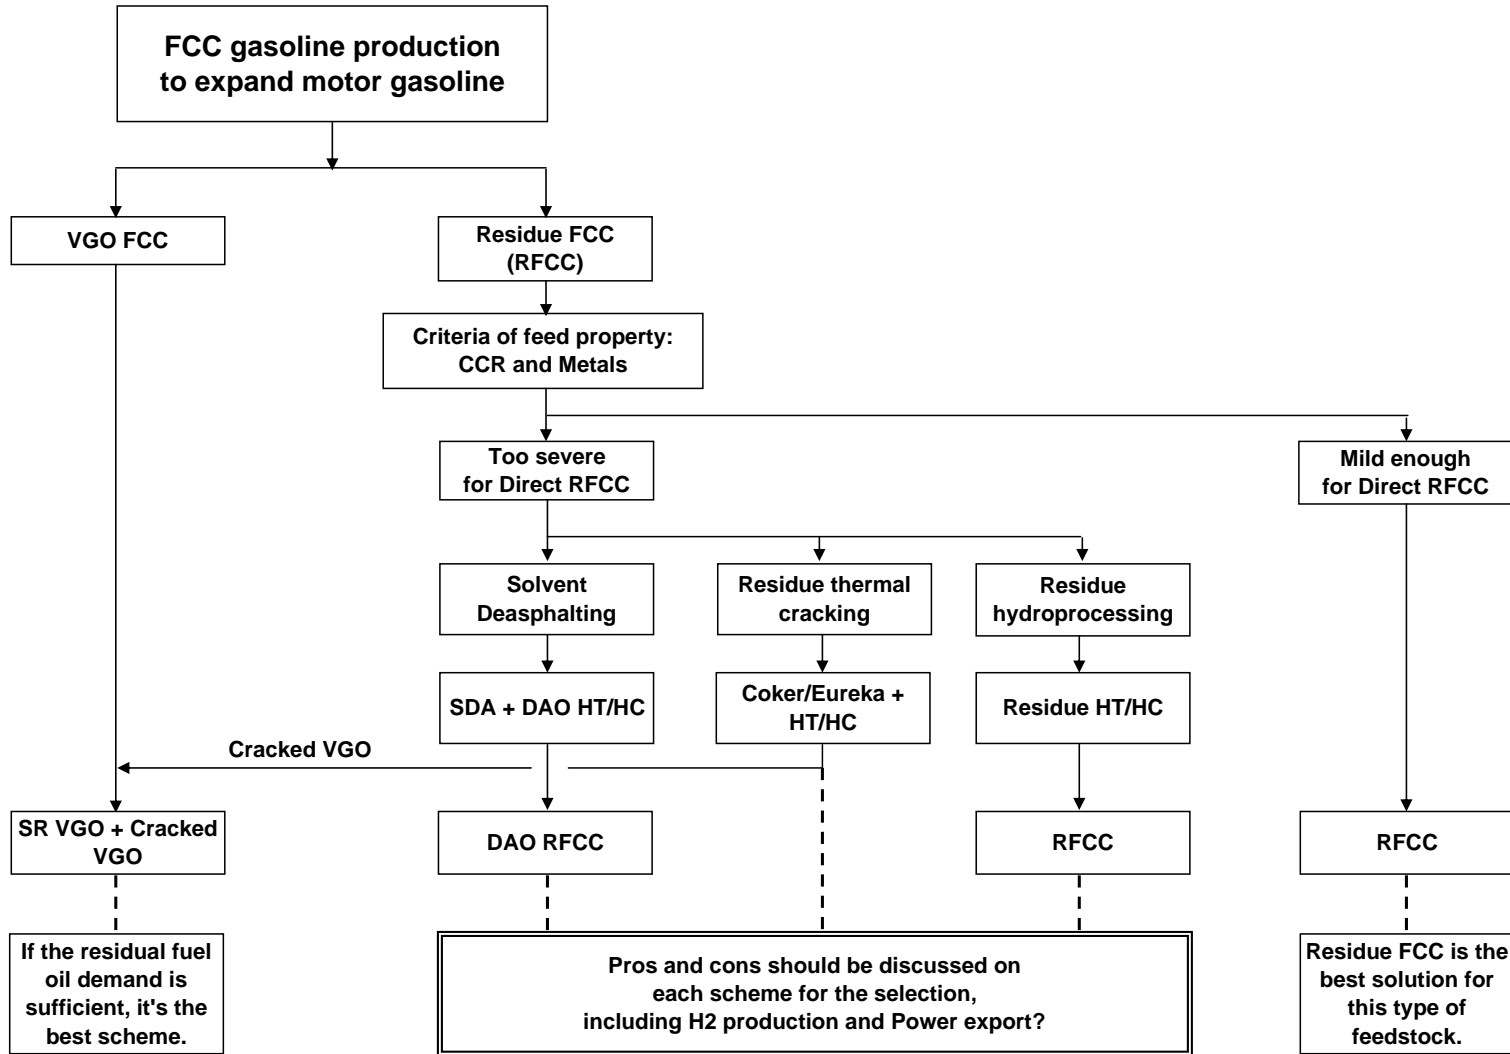 FCC gasoline production
to expand motor gasoline
VGO FCC
Residue FCC
(RFCC)
Criteria of feed property:
CCR and Metals
Too severe
for Direct RFCC
Mild enough
for Direct RFCC
Solvent
Deasphalting
Residue thermal
cracking
Residue
hydroprocessing
SDA + DAO HT/HC
Coker/Eureka +
HT/HC
Residue HT/HC
Cracked VGO
SR VGO + Cracked
VGO
DAO RFCC
RFCC
RFCC
If the residual fuel
oil demand is
sufficient, it's the
best scheme.
Pros and cons should be discussed on
each scheme for the selection,
including H2 production and Power export?
Residue FCC is the
best solution for
this type of
feedstock.